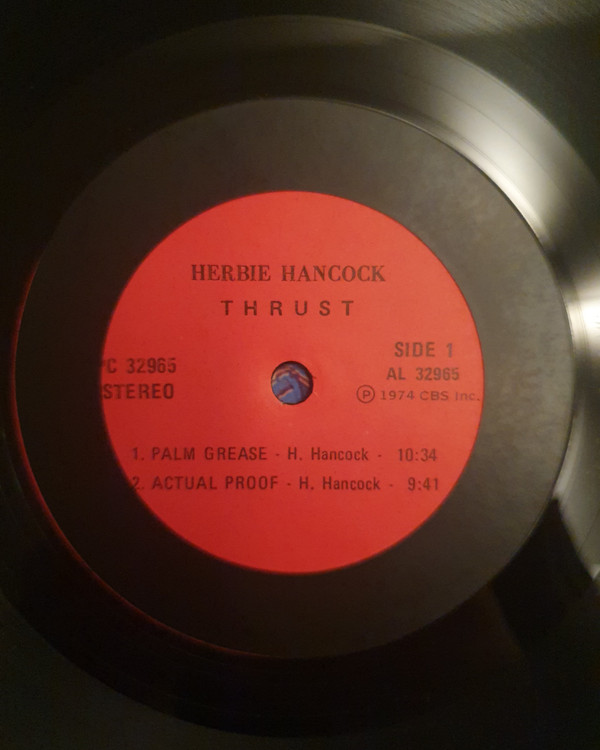 HERBIE HANCOCK
THRUST
SIDE 1
C 32965
AL 32965
STEREO
℗ 1974 CBS Inc.
1. PALM GREASE - H. Hancock - 10:34
2. ACTUAL PROOF - H. Hancock - 9:41